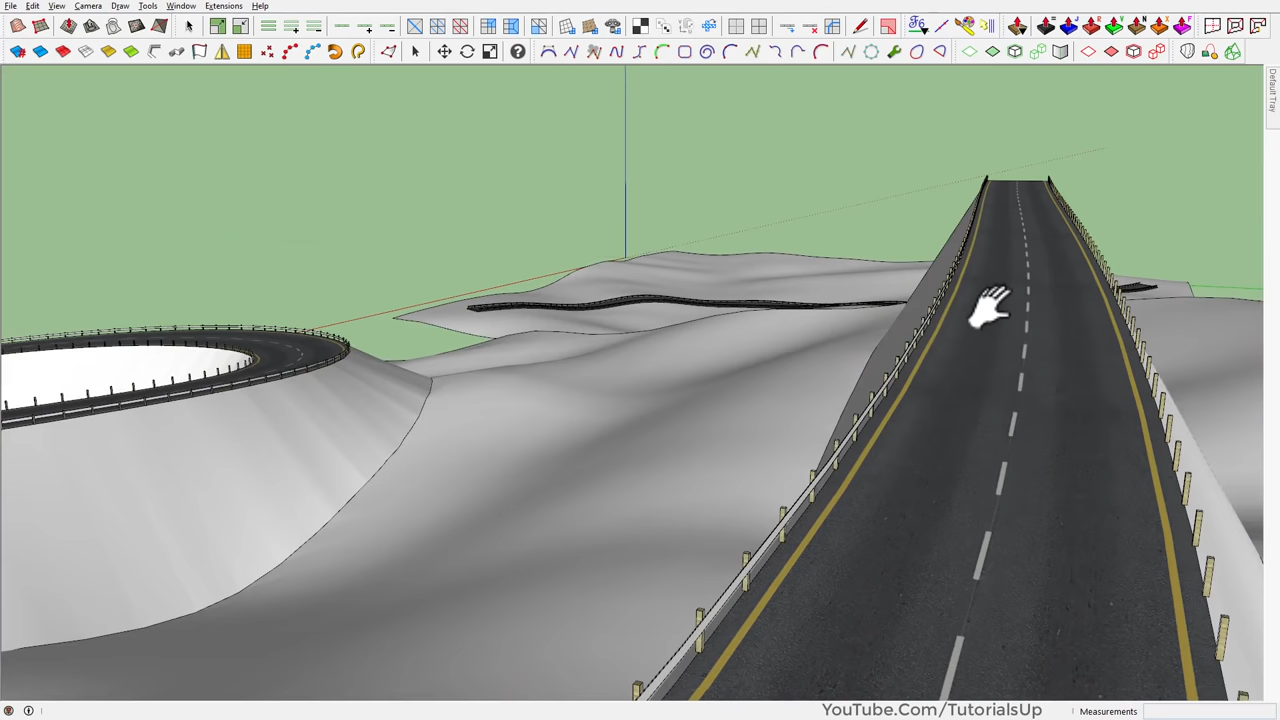 File Edit View Camera Draw Tools Window Extensions Help
Default Tray
YouTube.Com/TutorialsUp
Measurements